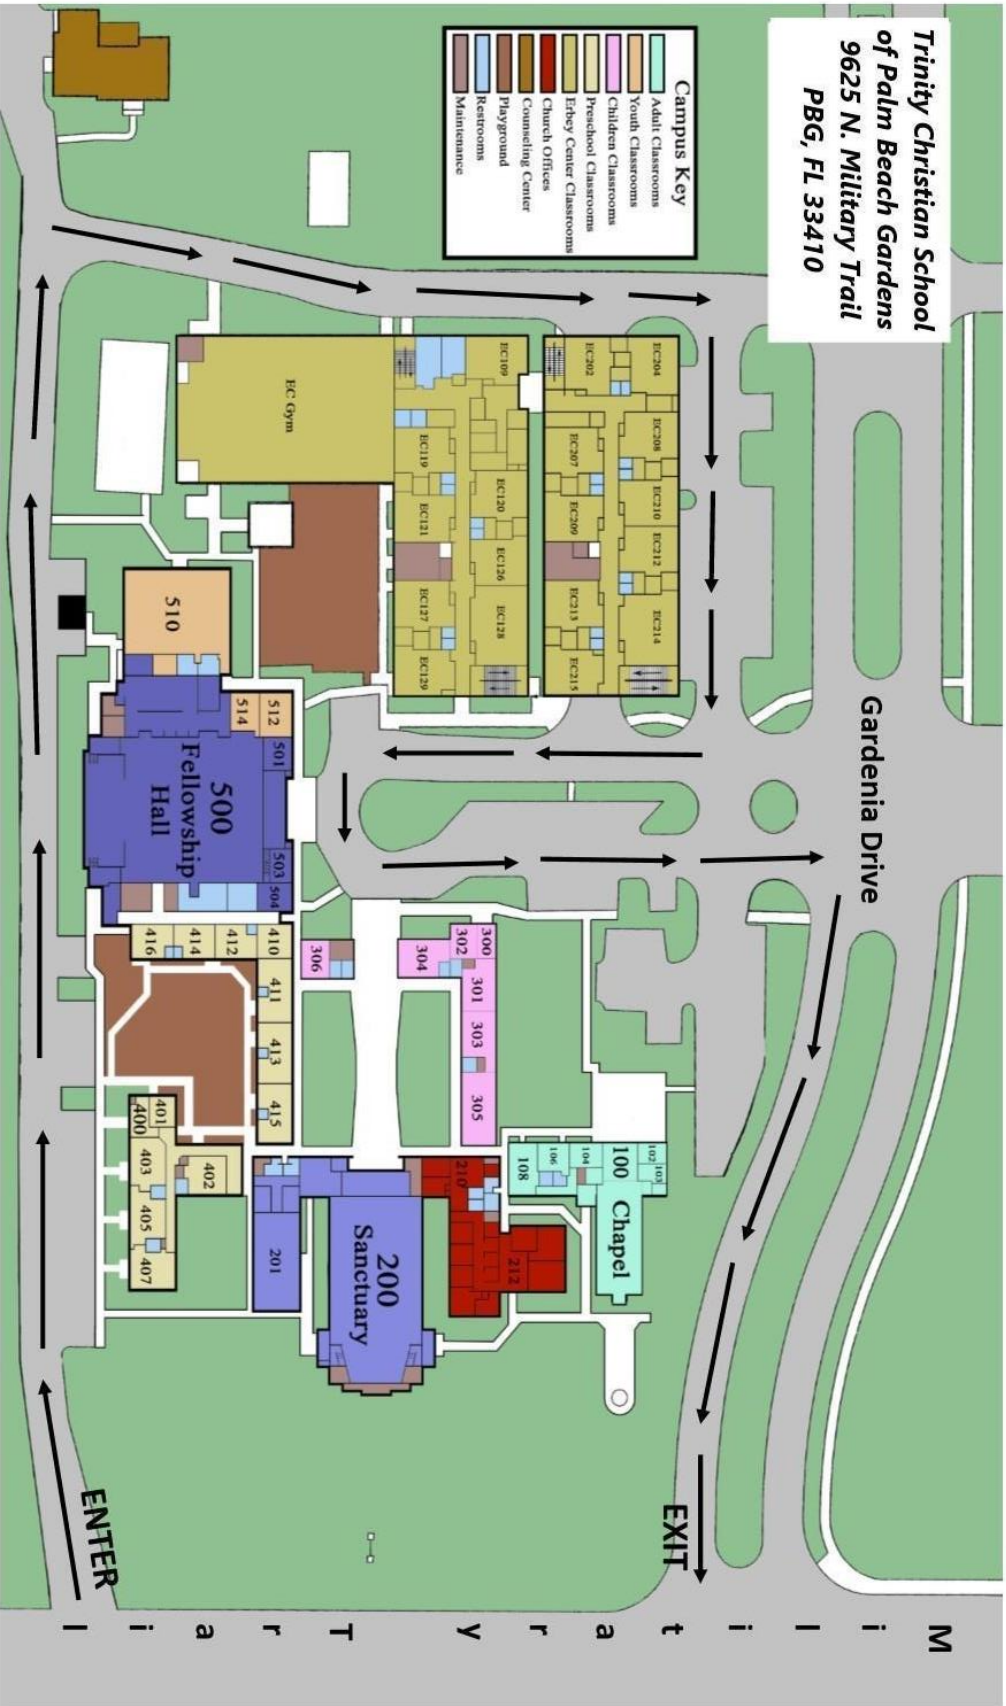 Trinity Christian School
of Palm Beach Gardens
9625 N. Military Trail
PBG, FL 33410
Campus Key
Adult Classrooms
Youth Classrooms
Children Classrooms
Preschool Classrooms
Erbey Center Classrooms
Church Offices
Counseling Center
Playground
Restrooms
Maintenance
Gardenia Drive
EC204
EC208
EC210
EC212
EC214
EC202
EC207
EC209
EC213
EC215
EC109
EC120
EC126
EC128
EC119
EC121
EC127
EC129
EC Gym
510
512
514
501
500
Fellowship
Hall
503
504
416
414
412
410
411
413
415
401
400
402
403
405
407
306
304
302
300
301
303
305
102
103
100
Chapel
104
106
108
210
212
200
Sanctuary
201
EXIT
ENTER
Military Trail